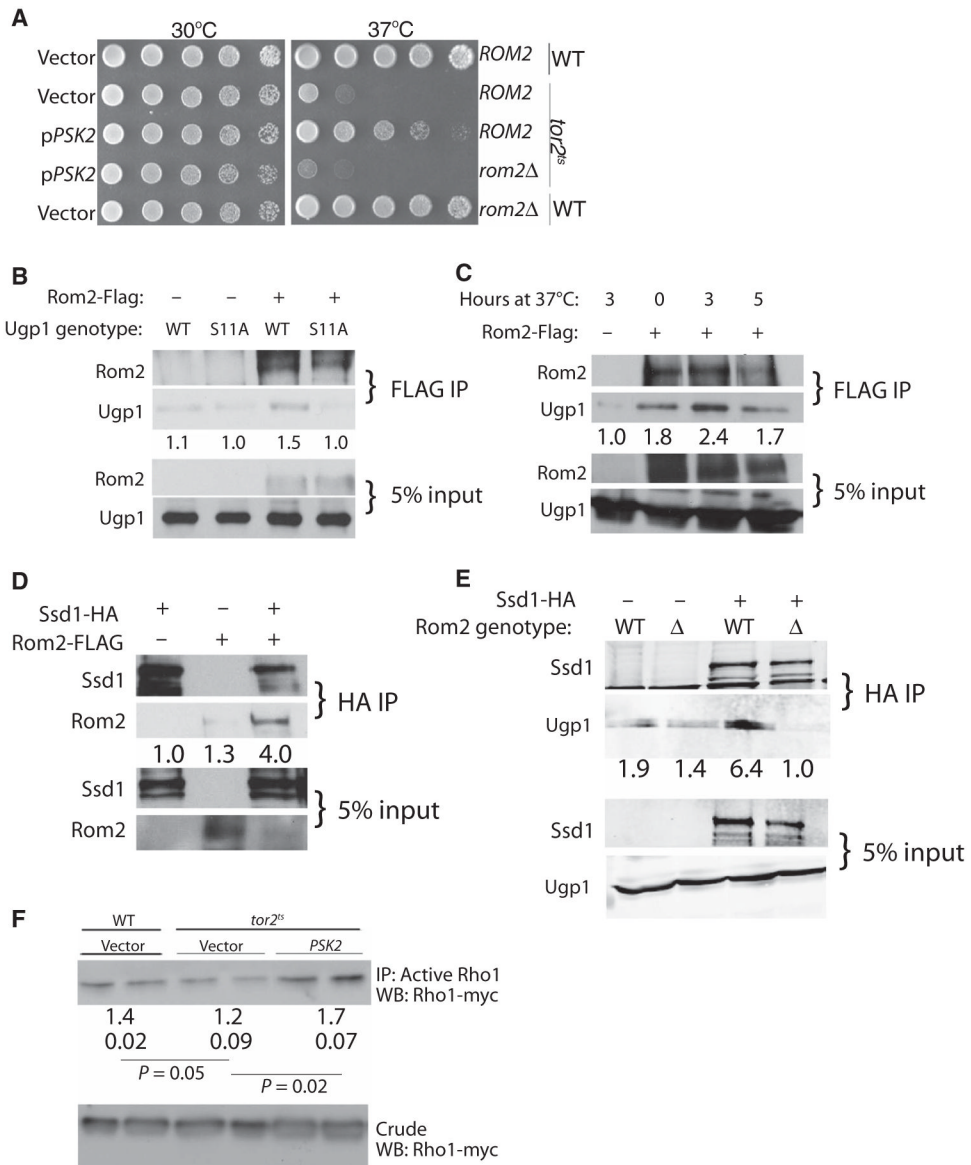 A
30°C 37°C
Vector ROM2 WT
Vector ROM2
pPSK2 ROM2
tor2ts
pPSK2 rom2Δ
Vector rom2Δ WT
B
Rom2-Flag: – – + +
Ugp1 genotype: WT S11A WT S11A
Rom2
Ugp1
} FLAG IP
1.1 1.0 1.5 1.0
Rom2
Ugp1
} 5% input
C
Hours at 37°C: 3 0 3 5
Rom2-Flag: – + + +
Rom2
Ugp1
} FLAG IP
1.0 1.8 2.4 1.7
Rom2
Ugp1
} 5% input
D
Ssd1-HA + – +
Rom2-FLAG – + +
Ssd1
Rom2
} HA IP
1.0 1.3 4.0
Ssd1
Rom2
} 5% input
E
Ssd1-HA – – + +
Rom2 genotype: WT Δ WT Δ
Ssd1
Ugp1
} HA IP
1.9 1.4 6.4 1.0
Ssd1
Ugp1
} 5% input
F
WT tor2ts
Vector Vector PSK2
IP: Active Rho1
WB: Rho1-myc
1.4 1.2 1.7
0.02 0.09 0.07
P = 0.05
P = 0.02
Crude
WB: Rho1-myc